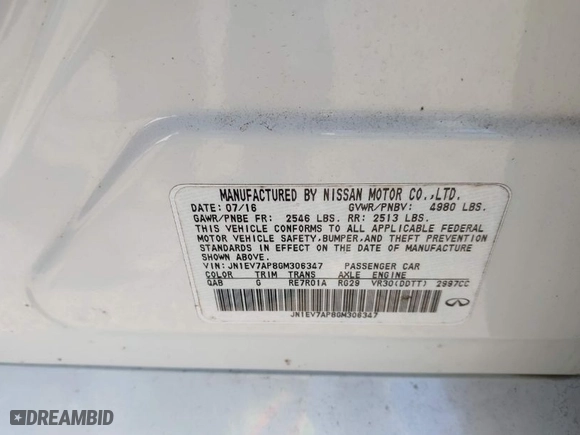 MANUFACTURED BY NISSAN MOTOR CO.,LTD.
DATE: 07/16 GVWR/PNBV: 4980 LBS.
GAWR/PNBE FR: 2546 LBS. RR: 2513 LBS.
THIS VEHICLE CONFORMS TO ALL APPLICABLE FEDERAL
MOTOR VEHICLE SAFETY,BUMPER,AND THEFT PREVENTION
STANDARDS IN EFFECT ON THE DATE OF MANUFACTURE
SHOWN ABOVE.
VIN: JN1EV7AP8GM306347 PASSENGER CAR
COLOR TRIM TRANS AXLE ENGINE
QAB G RE7R01A RG29 VR30(DDTT) 2997CC
JN1EV7AP8GM306347
DREAMBID